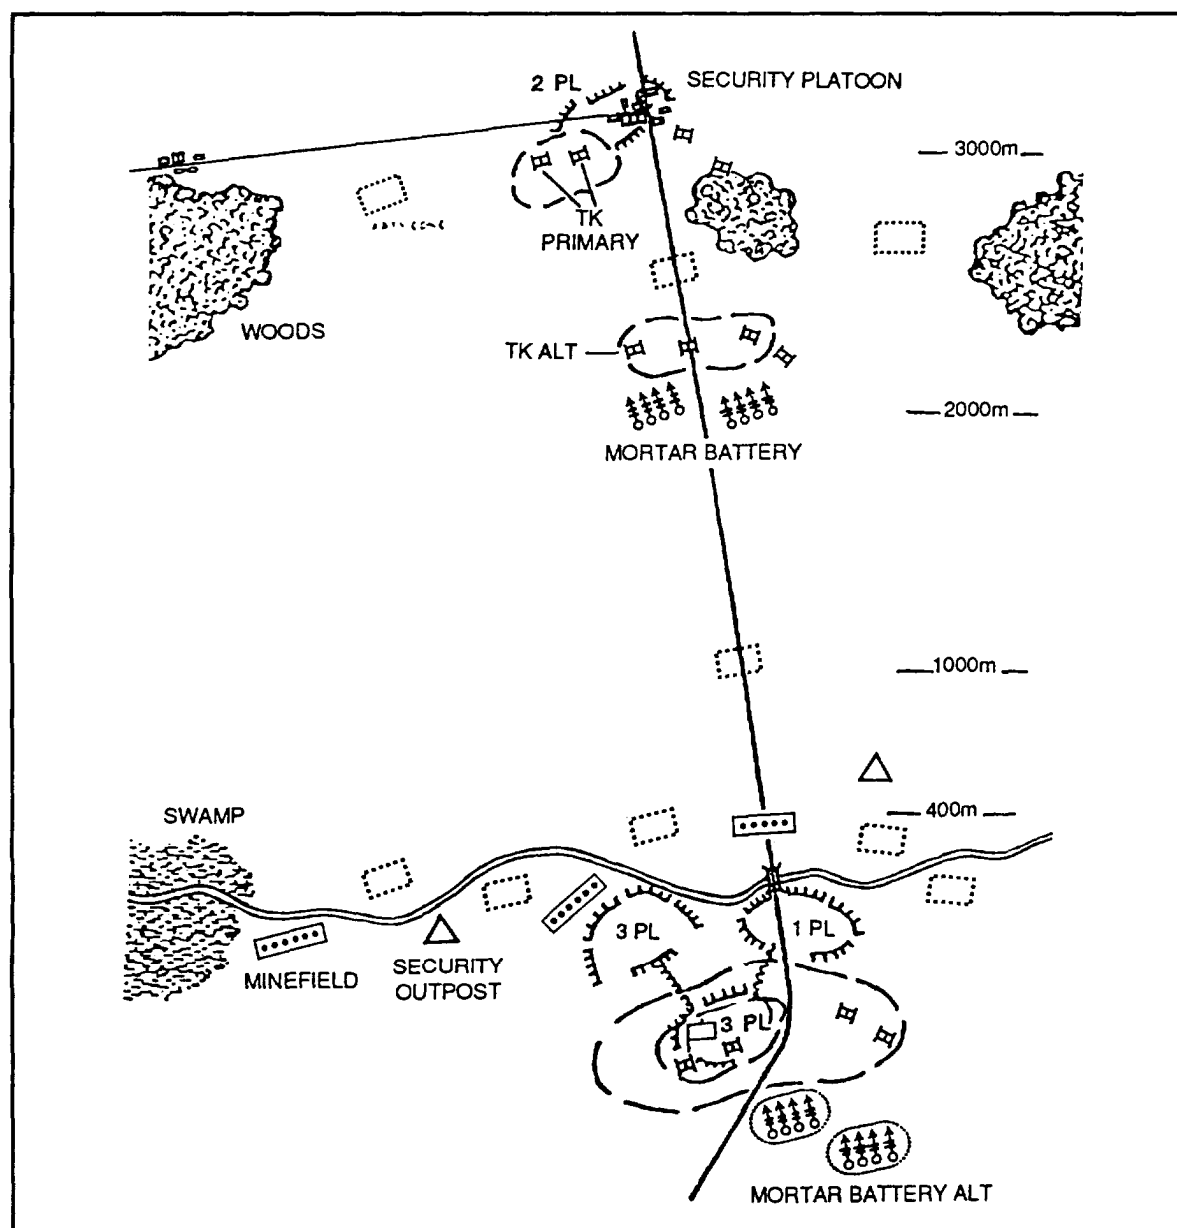 2 PL
SECURITY PLATOON
3000m
TK
PRIMARY
WOODS
TK ALT
2000m
MORTAR BATTERY
1000m
SWAMP
400m
3 PL
1 PL
MINEFIELD
SECURITY
OUTPOST
3 PL
MORTAR BATTERY ALT